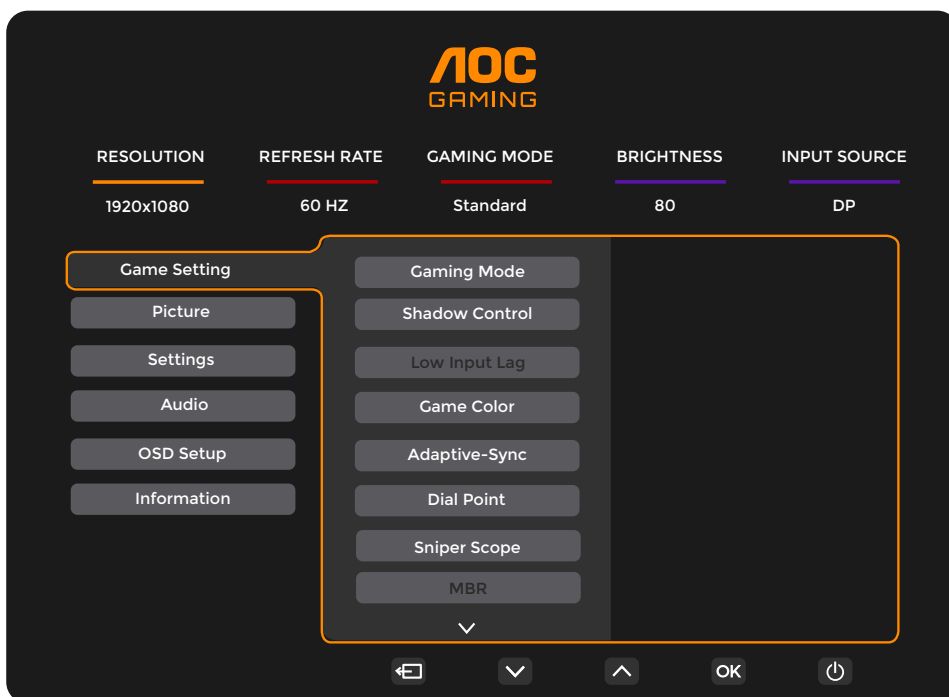 AOC
GAMING
RESOLUTION REFRESH RATE GAMING MODE BRIGHTNESS INPUT SOURCE
1920x1080 60 HZ Standard 80 DP
Game Setting
Picture
Settings
Audio
OSD Setup
Information
Gaming Mode
Shadow Control
Low Input Lag
Game Color
Adaptive-Sync
Dial Point
Sniper Scope
MBR
OK